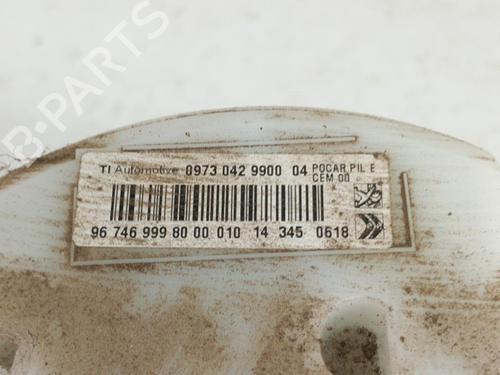 B-PARTS
TI Automotive 0973 042 9900 04 POCAR PIL E
CEM 00
96 746 999 80 00 010 14 345 0618